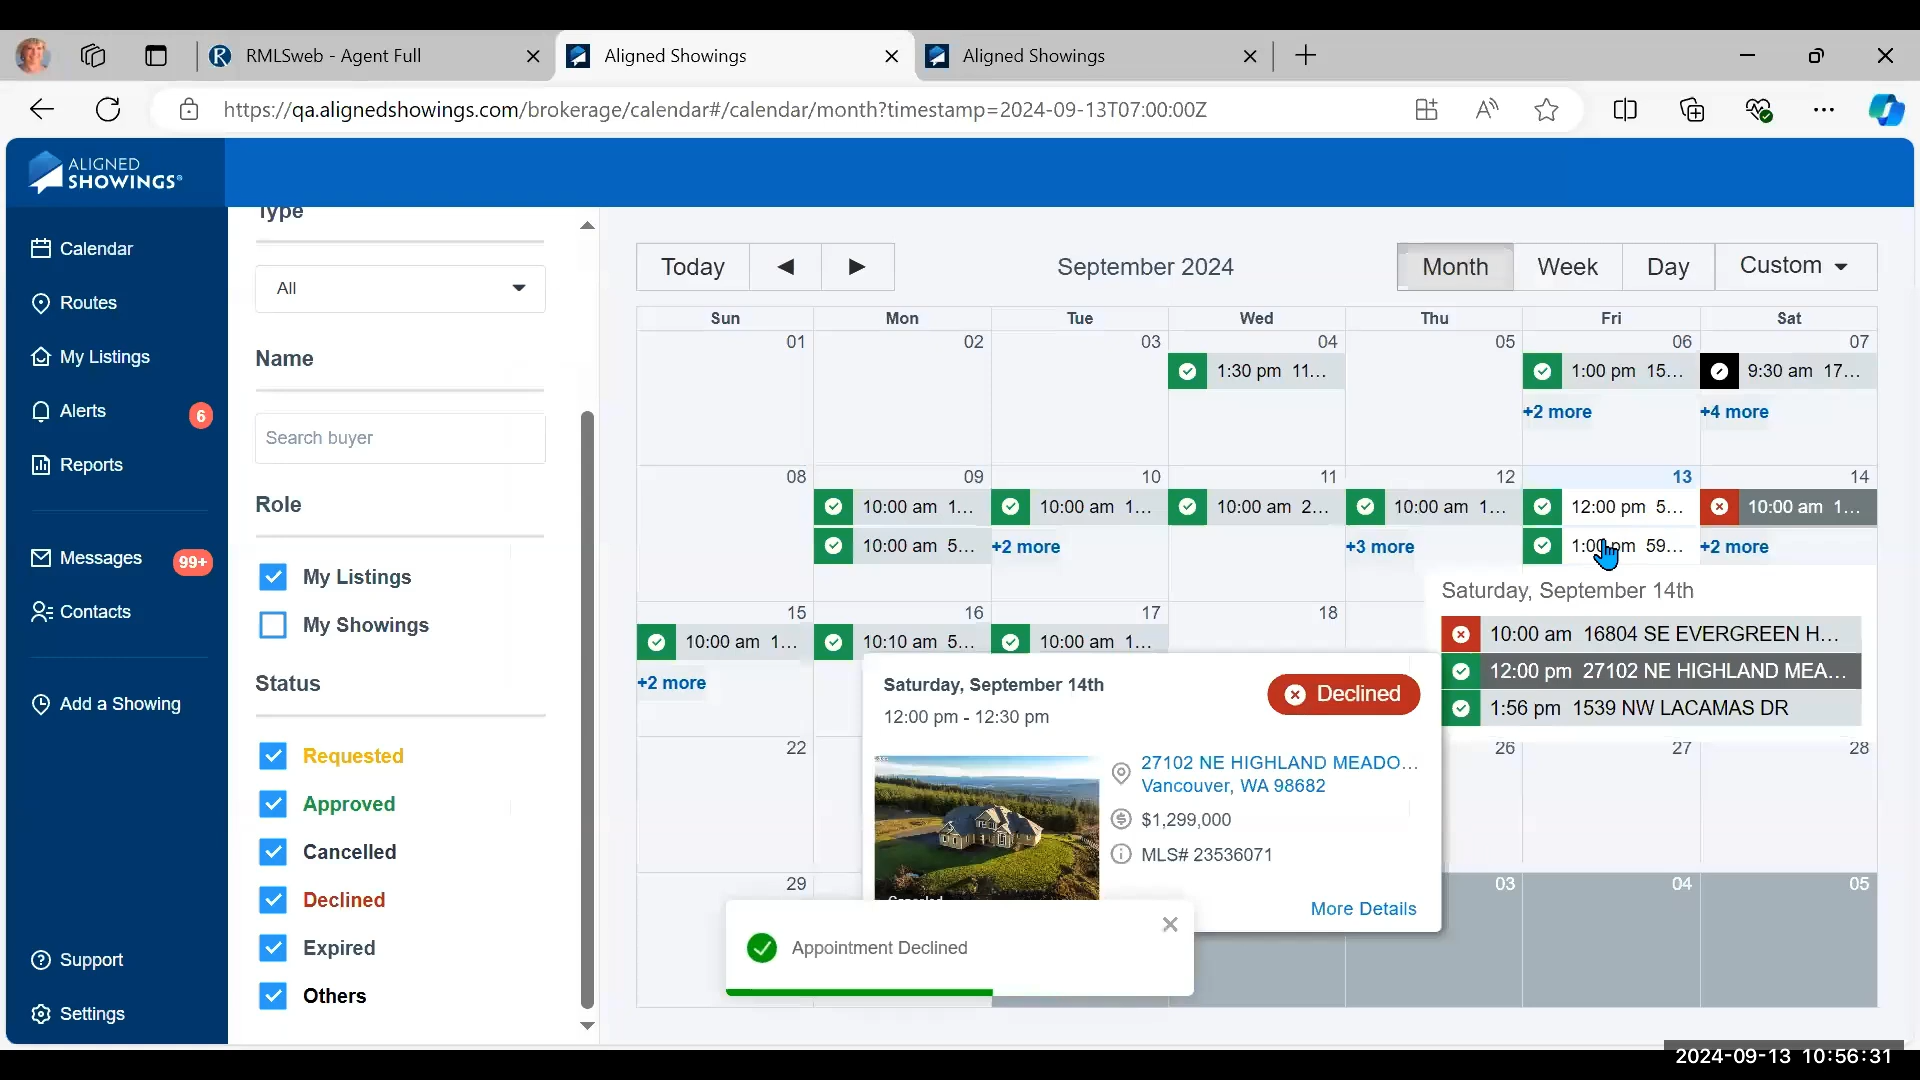 RMLSweb - Agent Full
Aligned Showings
Aligned Showings
https://qa.alignedshowings.com/brokerage/calendar#/calendar/month?timestamp=2024-09-13T07:00:00Z
ALIGNED
SHOWINGS®
Calendar
Routes
My Listings
Alerts 6
Reports
Messages 99+
Contacts
Add a Showing
Support
Settings
Type
All
Name
Search buyer
Role
My Listings
My Showings
Status
Requested
Approved
Cancelled
Declined
Expired
Others
Today
September 2024
Month Week Day Custom
Sun Mon Tue Wed Thu Fri Sat
01 02 03 04 05 06 07
1:30 pm 11... 1:00 pm 15... 9:30 am 17...
+2 more +4 more
08 09 10 11 12 13 14
10:00 am 1... 10:00 am 1... 10:00 am 2... 10:00 am 1... 12:00 pm 5... 10:00 am 1...
10:00 am 5... +2 more +3 more 1:00 pm 59... +2 more
Saturday, September 14th
10:00 am 16804 SE EVERGREEN H...
12:00 pm 27102 NE HIGHLAND MEA...
1:56 pm 1539 NW LACAMAS DR
15 16 17 18
10:00 am 1... 10:10 am 5... 10:00 am 1...
+2 more
Saturday, September 14th
12:00 pm - 12:30 pm
Declined
27102 NE HIGHLAND MEADO...
Vancouver, WA 98682
$1,299,000
MLS# 23536071
More Details
22 26 27 28
29 03 04 05
Appointment Declined
2024-09-13 10:56:31